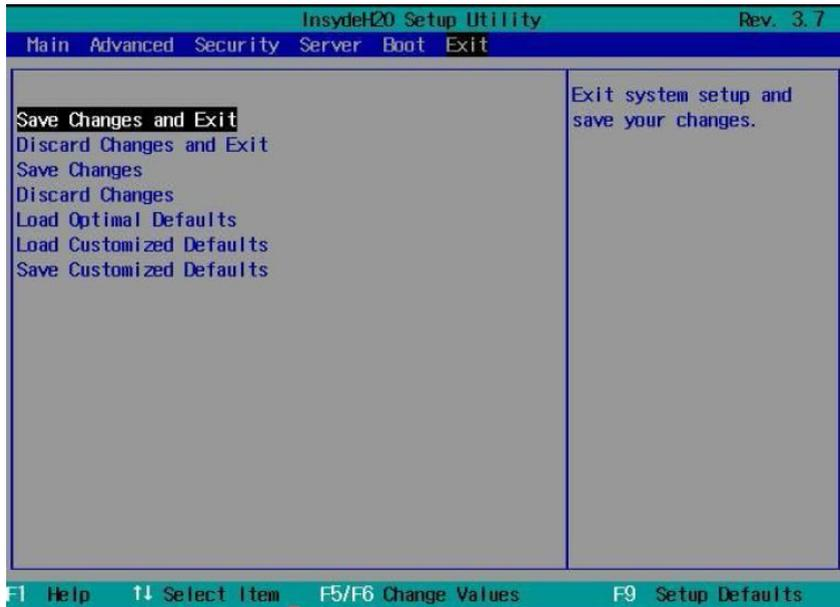 InsydeH2O Setup Utility Rev. 3.7
Main Advanced Security Server Boot Exit
Exit system setup and
save your changes.
Save Changes and Exit
Discard Changes and Exit
Save Changes
Discard Changes
Load Optimal Defaults
Load Customized Defaults
Save Customized Defaults
F1 Help ↑↓ Select Item F5/F6 Change Values F9 Setup Defaults